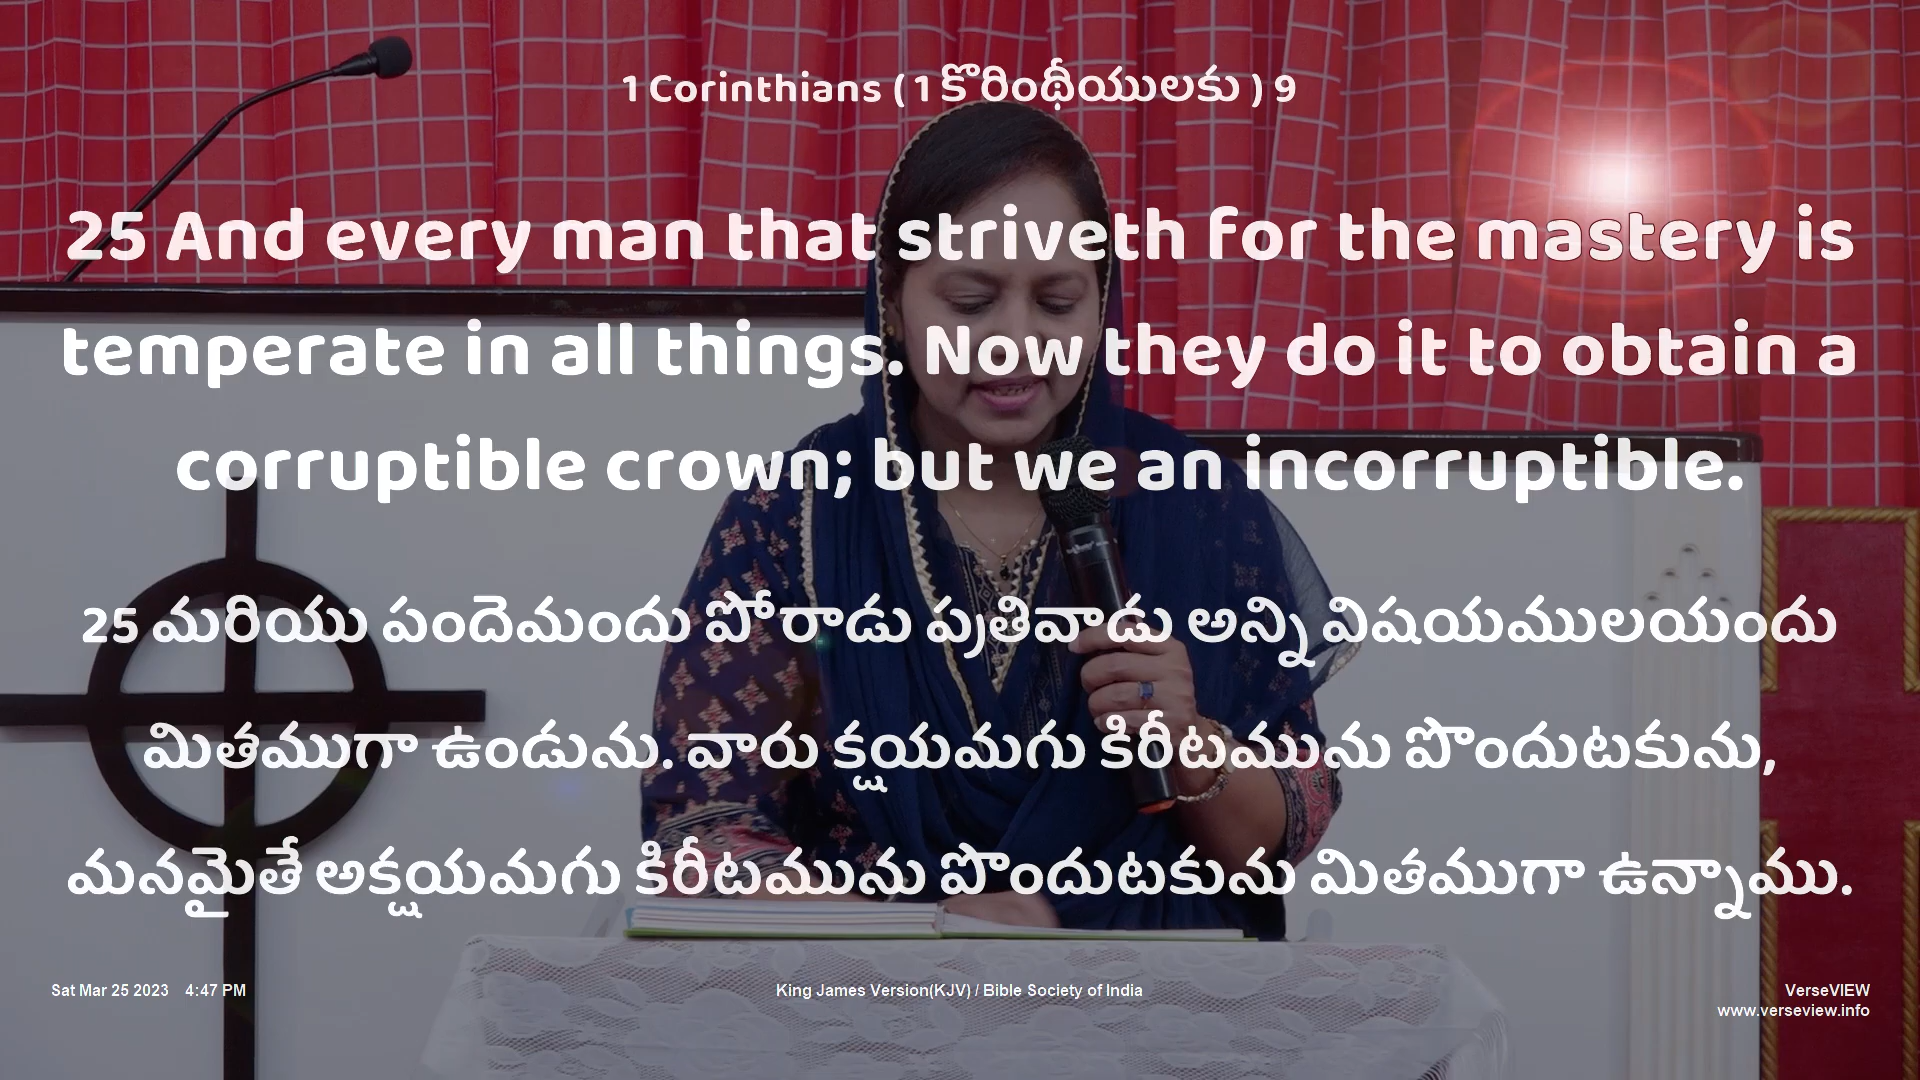 1 Corinthians ( 1 కొరింథీయులకు ) 9
25 And every man that striveth for the mastery is
temperate in all things. Now they do it to obtain a
corruptible crown; but we an incorruptible.
25 మరియు పందెమందు పోరాడు ప్రతివాడు అన్ని విషయములయందు
మితముగా ఉండును. వారు క్షయమగు కిరీటమును పొందుటకును,
మనమైతే అక్షయమగు కిరీటమును పొందుటకును మితముగా ఉన్నాము.
Sat Mar 25 2023 4:47 PM
King James Version(KJV) / Bible Society of India
VerseVIEW
www.verseview.info